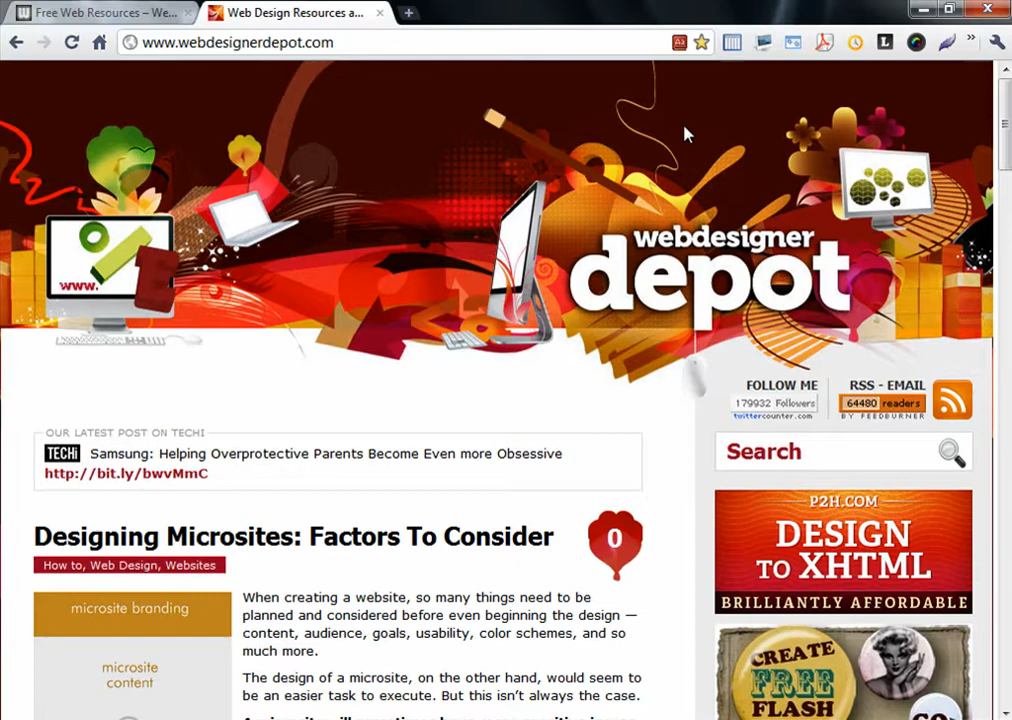 Free Web Resources – We...
Web Design Resources a...
www.webdesignerdepot.com
L
www.
webdesigner
depot
FOLLOW ME
179932 Followers
twittercounter.com
RSS - EMAIL
64480 readers
BY FEEDBURNER
OUR LATEST POST ON TECHI
TECHi Samsung: Helping Overprotective Parents Become Even more Obsessive
http://bit.ly/bwvMmC
Search
Designing Microsites: Factors To Consider
0
How to, Web Design, Websites
microsite branding
microsite
content
When creating a website, so many things need to be
planned and considered before even beginning the design —
content, audience, goals, usability, color schemes, and so
much more.
The design of a microsite, on the other hand, would seem to
be an easier task to execute. But this isn’t always the case.
P2H.COM
DESIGN
TO XHTML
BRILLIANTLY AFFORDABLE
CREATE
FREE
FLASH